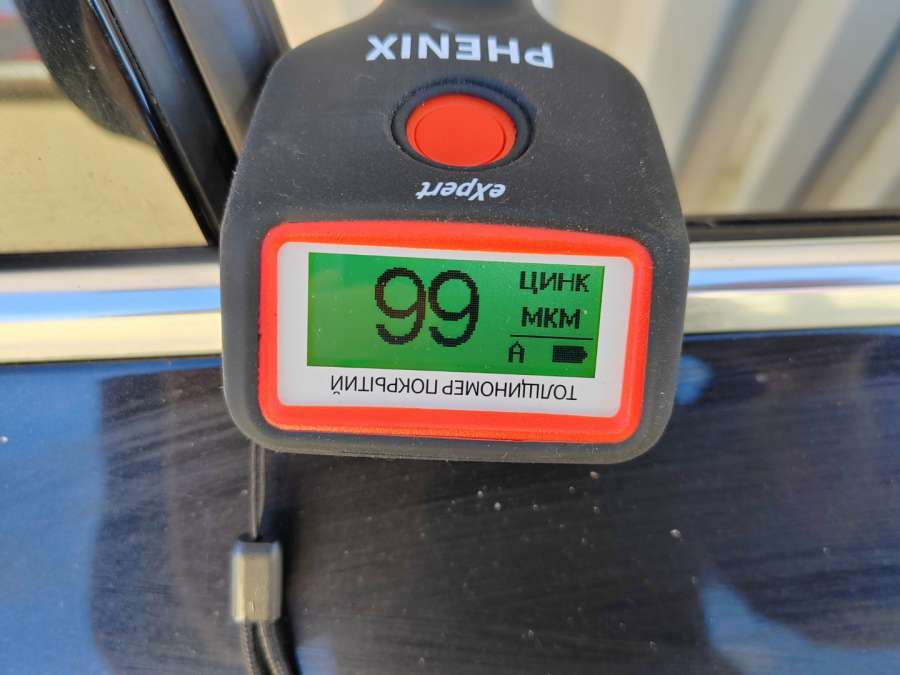 PHENIX
eXpert
99
ЦИНК
МКМ
A
ТОЛЩИНОМЕР ПОКРЫТИЙ